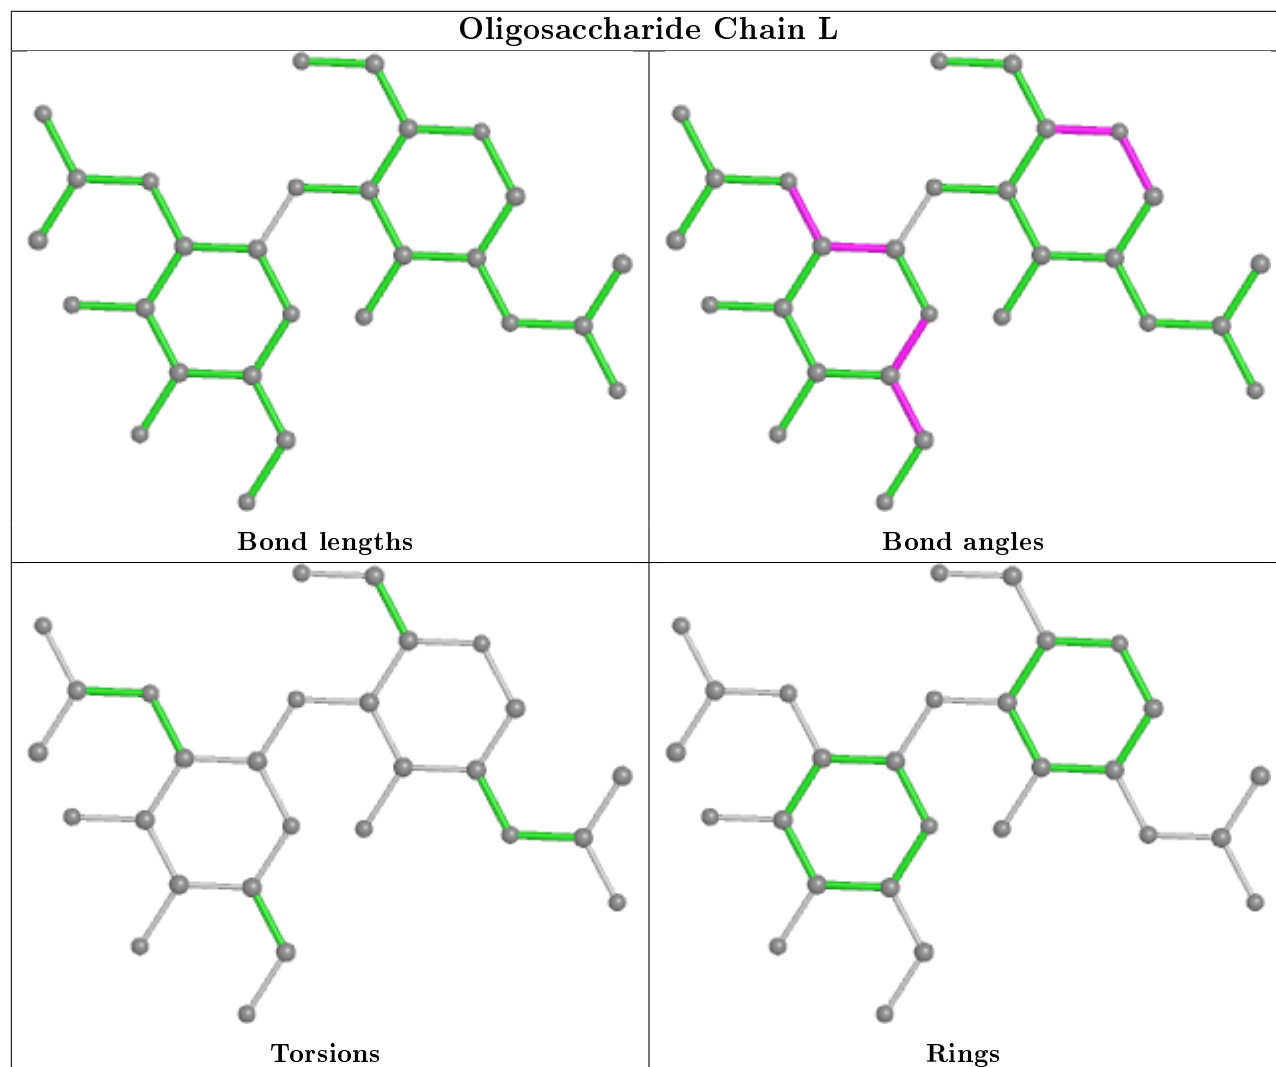 Oligosaccharide Chain L
Bond lengths
Bond angles
Torsions
Rings